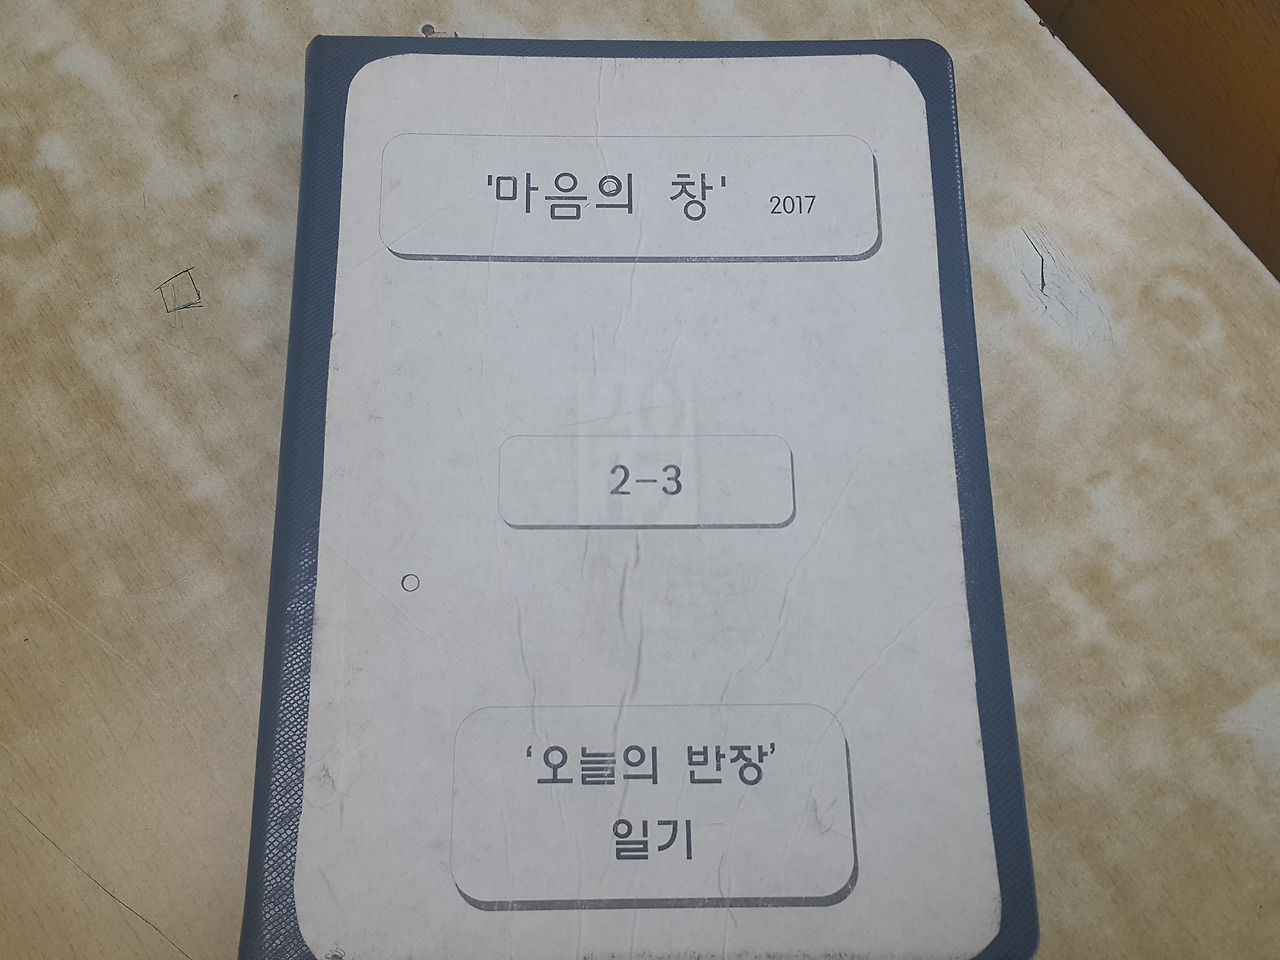 '마음의 창' 2017
2-3
'오늘의 반장'
일기